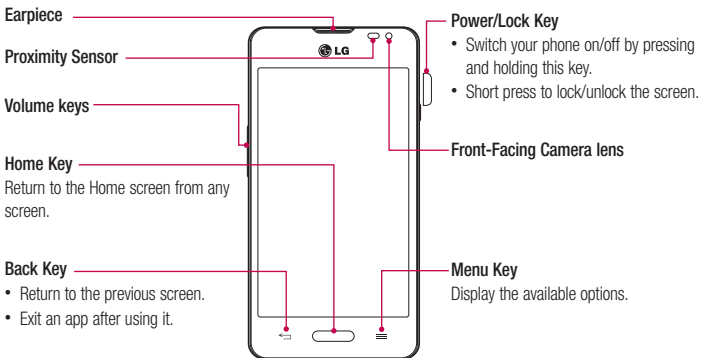 Earpiece
Proximity Sensor
Volume keys
Home Key
Return to the Home screen from any
screen.
Back Key
• Return to the previous screen.
• Exit an app after using it.
LG
Power/Lock Key
• Switch your phone on/off by pressing
and holding this key.
• Short press to lock/unlock the screen.
Front-Facing Camera lens
Menu Key
Display the available options.